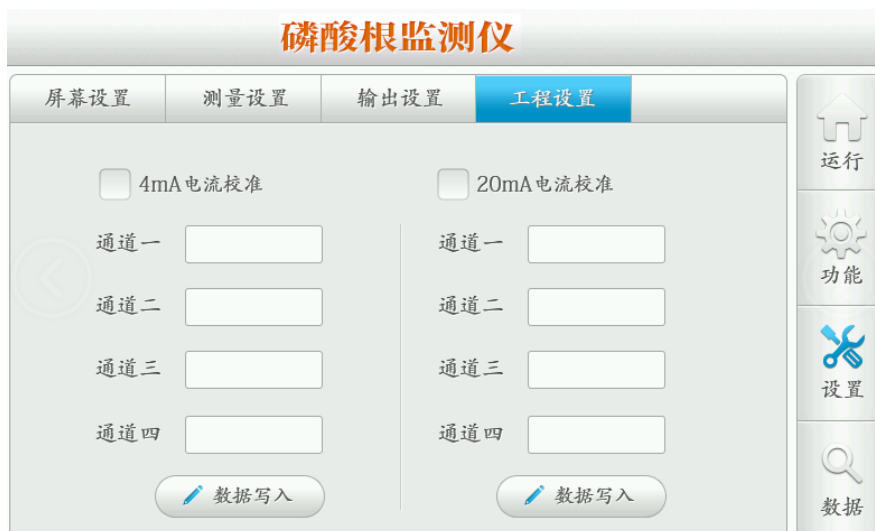 磷酸根监测仪
屏幕设置 测量设置 输出设置 工程设置
运行
4mA电流校准 20mA电流校准
通道一 通道一
功能
通道二 通道二
通道三 通道三
设置
通道四 通道四
数据写入 数据写入
数据